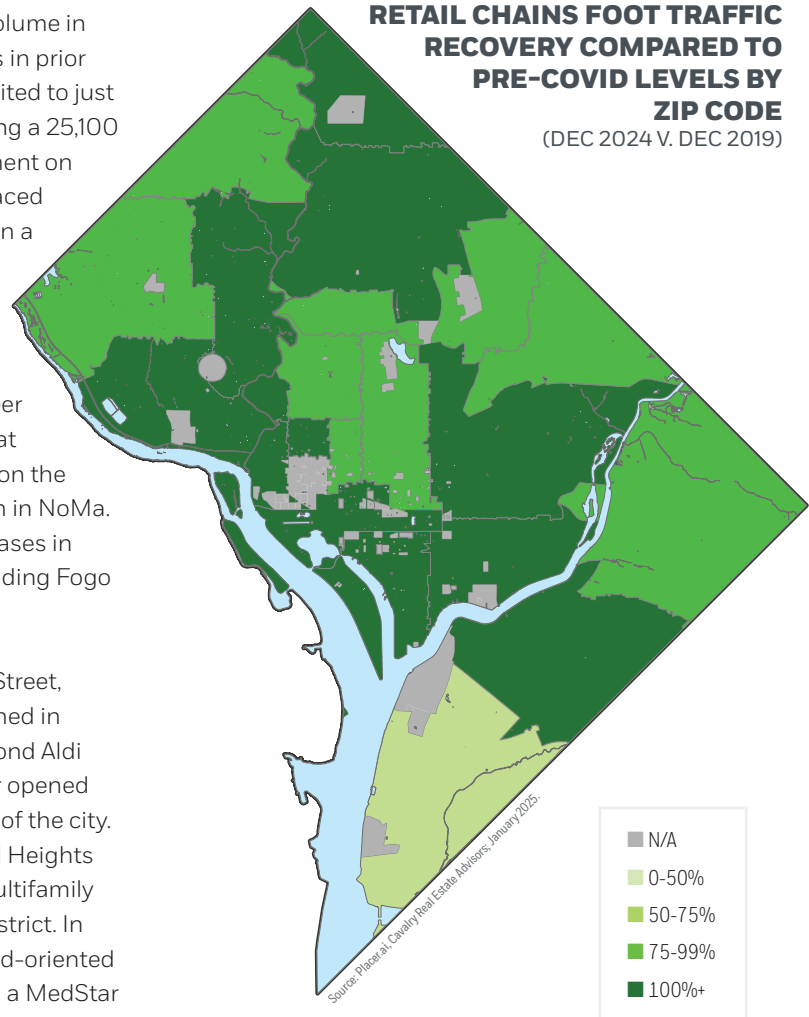 RETAIL CHAINS FOOT TRAFFIC
RECOVERY COMPARED TO
PRE-COVID LEVELS BY
ZIP CODE
(DEC 2024 V. DEC 2019)
olume in
s in prior
ited to just
ng a 25,100
nent on
aced
n a
er
at
on the
n in NoMa.
ases in
ding Fogo
Street,
ned in
ond Aldi
r opened
of the city.
l Heights
ultifamily
strict. In
d-oriented
a MedStar
Source: Placer.ai, Cavalry Real Estate Advisors; January 2025.
N/A
0-50%
50-75%
75-99%
100%+